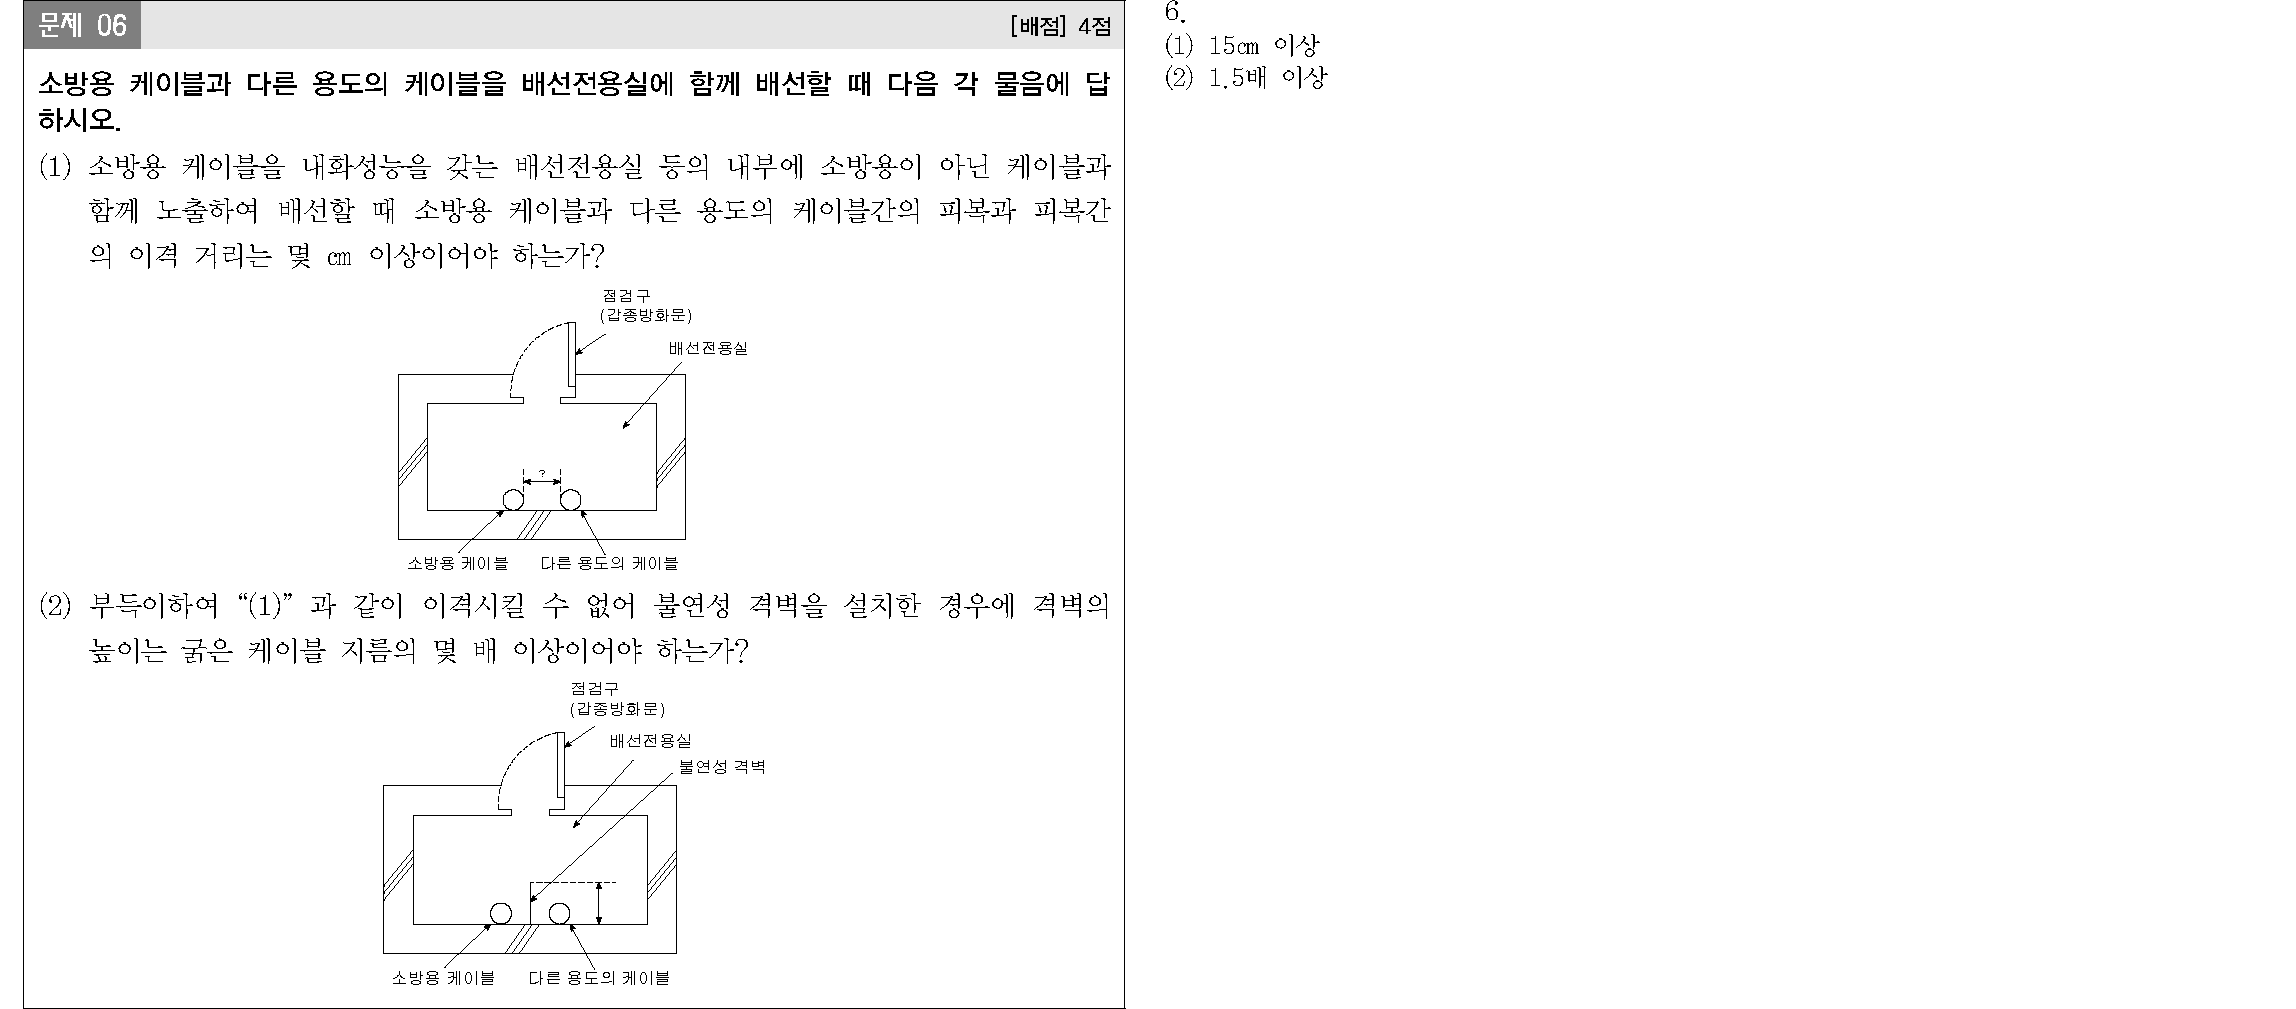 문제 06
[배점] 4점
소방용 케이블과 다른 용도의 케이블을 배선전용실에 함께 배선할 때 다음 각 물음에 답
하시오.
(1) 소방용 케이블을 내화성능을 갖는 배선전용실 등의 내부에 소방용이 아닌 케이블과
함께 노출하여 배선할 때 소방용 케이블과 다른 용도의 케이블간의 피복과 피복간
의 이격 거리는 몇 ㎝ 이상이어야 하는가?
점검구
(갑종방화문)
배선전용실
?
소방용 케이블
다른 용도의 케이블
(2) 부득이하여 “(1)”과 같이 이격시킬 수 없어 불연성 격벽을 설치한 경우에 격벽의
높이는 굵은 케이블 지름의 몇 배 이상이어야 하는가?
점검구
(갑종방화문)
배선전용실
불연성 격벽
소방용 케이블
다른 용도의 케이블
6.
(1) 15㎝ 이상
(2) 1.5배 이상